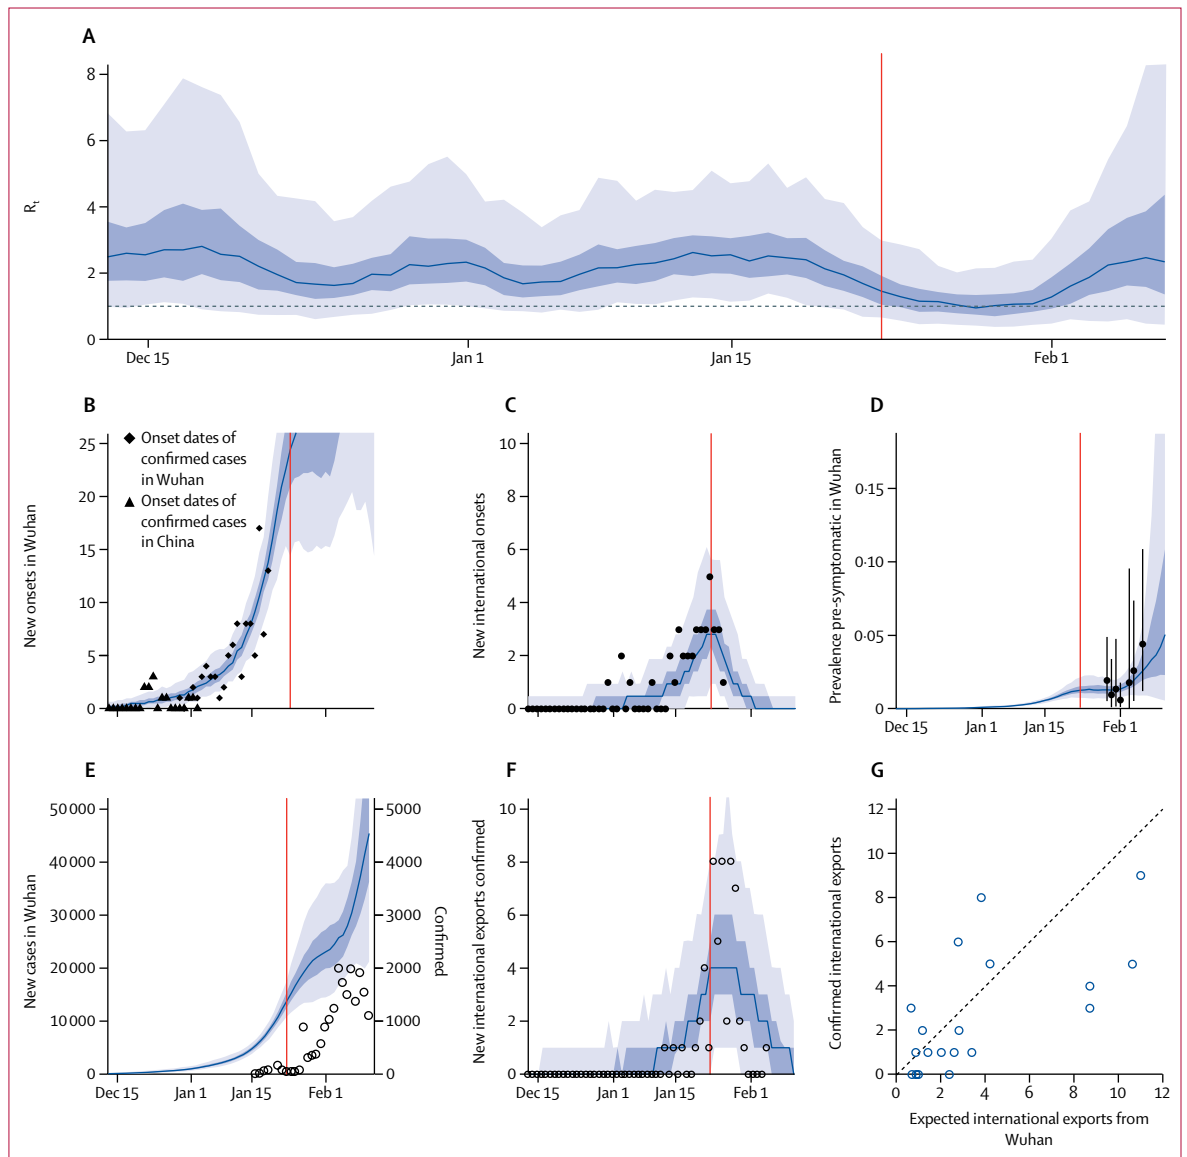 A
8
6
4
2
0
R_t
Dec 15
Jan 1
Jan 15
Feb 1
B
25
20
15
10
5
0
New onsets in Wuhan
Onset dates of
confirmed cases
in Wuhan
Onset dates of
confirmed cases
in China
C
10
8
6
4
2
0
New international onsets
D
0·15
0·10
0·05
0
Prevalence pre-symptomatic in Wuhan
Dec 15
Jan 1
Jan 15
Feb 1
E
50 000
40 000
30 000
20 000
10 000
0
New cases in Wuhan
5000
4000
3000
2000
1000
0
Confirmed
Dec 15
Jan 1
Jan 15
Feb 1
F
10
8
6
4
2
0
New international exports confirmed
Dec 15
Jan 1
Jan 15
Feb 1
G
12
10
8
6
4
2
0
Confirmed international exports
0
2
4
6
8
10
12
Expected international exports from
Wuhan